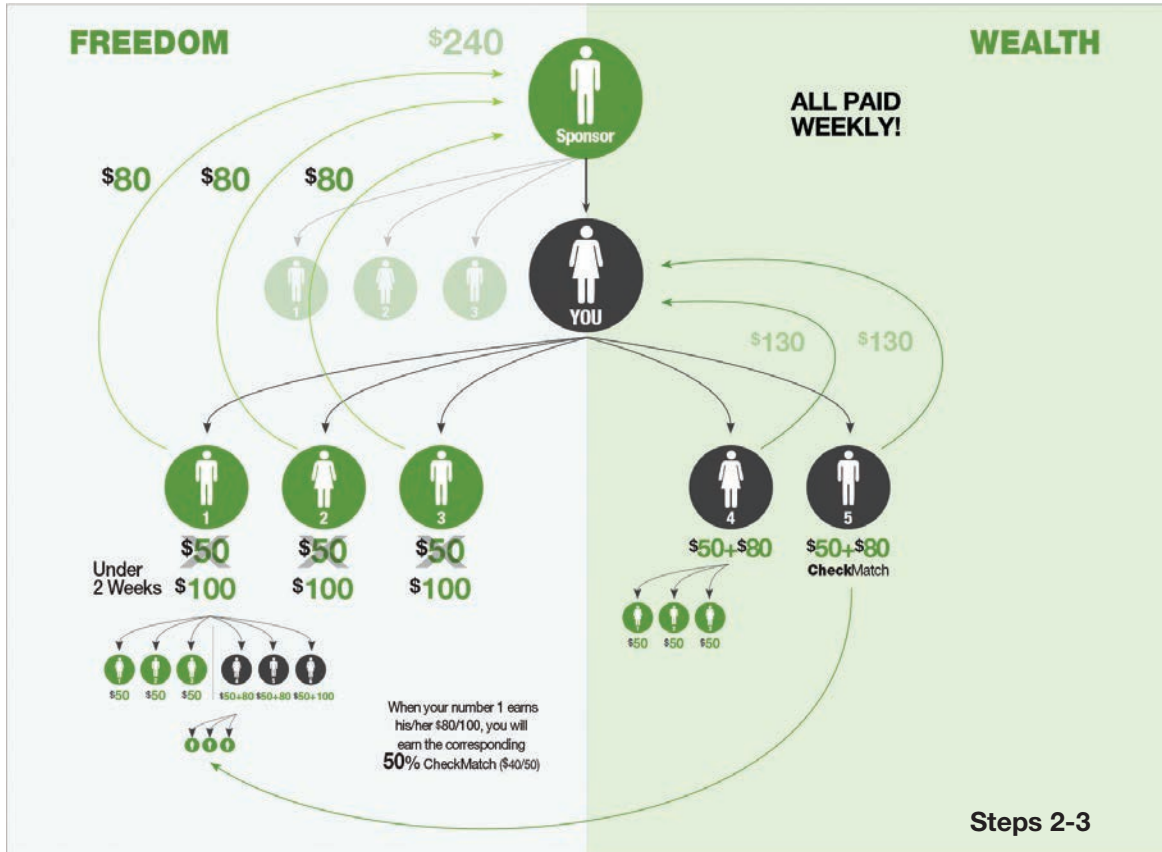 FREEDOM
$240
WEALTH
ALL PAID
WEEKLY!
Sponsor
$80
$80
$80
1
2
3
YOU
$130
$130
1
2
3
4
5
$50
$50
$50
$50+$80
$50+$80
CheckMatch
Under
2 Weeks
$100
$100
$100
$50
$50
$50
1
2
$50
$50
$50
$50+80
$50+80
$50+100
When your number 1 earns
his/her $80/100, you will
earn the corresponding
50% CheckMatch ($40/50)
Steps 2-3